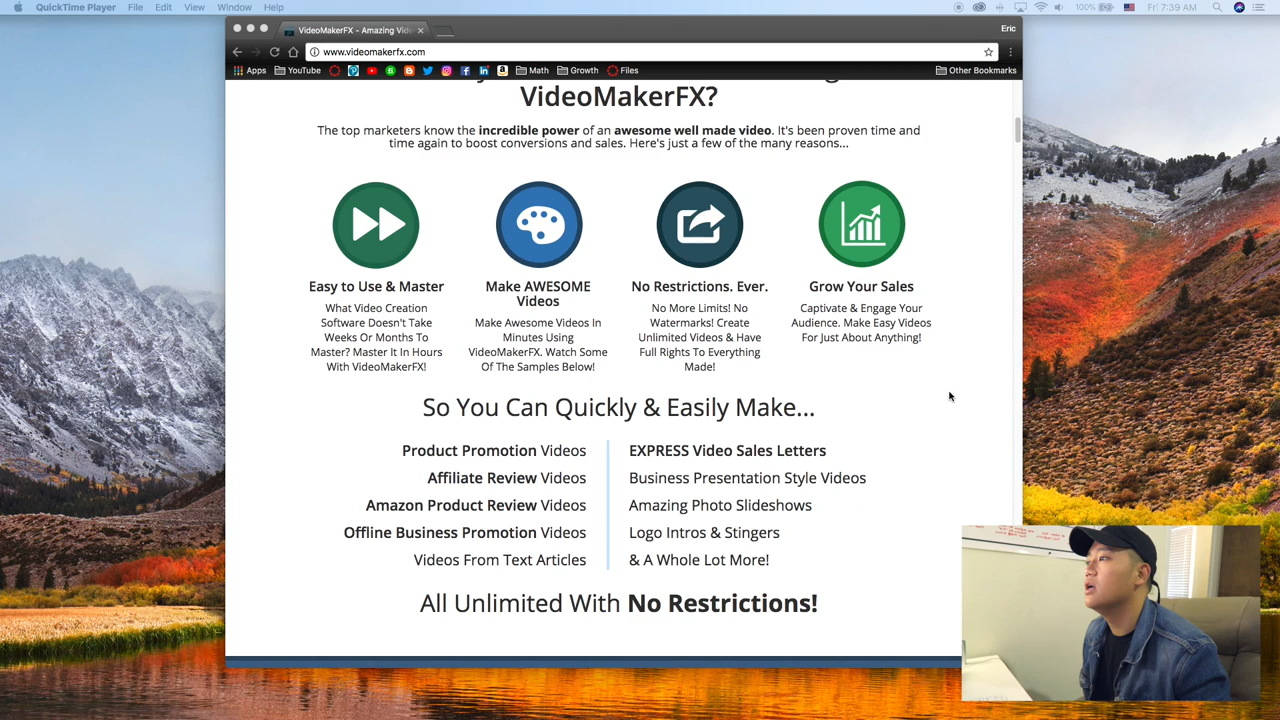 QuickTime Player File Edit View Window Help 100% Fri 7:39 AM
VideoMakerFX - Amazing Vide
Eric
www.videomakerfx.com
Apps YouTube Math Growth Files Other Bookmarks
VideoMakerFX?
The top marketers know the incredible power of an awesome well made video. It's been proven time and
time again to boost conversions and sales. Here's just a few of the many reasons...
Easy to Use & Master
What Video Creation
Software Doesn't Take
Weeks Or Months To
Master? Master It In Hours
With VideoMakerFX!
Make AWESOME
Videos
Make Awesome Videos In
Minutes Using
VideoMakerFX. Watch Some
Of The Samples Below!
No Restrictions. Ever.
No More Limits! No
Watermarks! Create
Unlimited Videos & Have
Full Rights To Everything
Made!
Grow Your Sales
Captivate & Engage Your
Audience. Make Easy Videos
For Just About Anything!
So You Can Quickly & Easily Make...
Product Promotion Videos
Affiliate Review Videos
Amazon Product Review Videos
Offline Business Promotion Videos
Videos From Text Articles
EXPRESS Video Sales Letters
Business Presentation Style Videos
Amazing Photo Slideshows
Logo Intros & Stingers
& A Whole Lot More!
All Unlimited With No Restrictions!